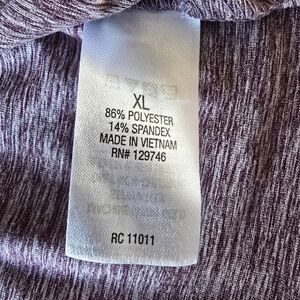 XL
86% POLYESTER
14% SPANDEX
MADE IN VIETNAM
RN# 129746
RC 11011